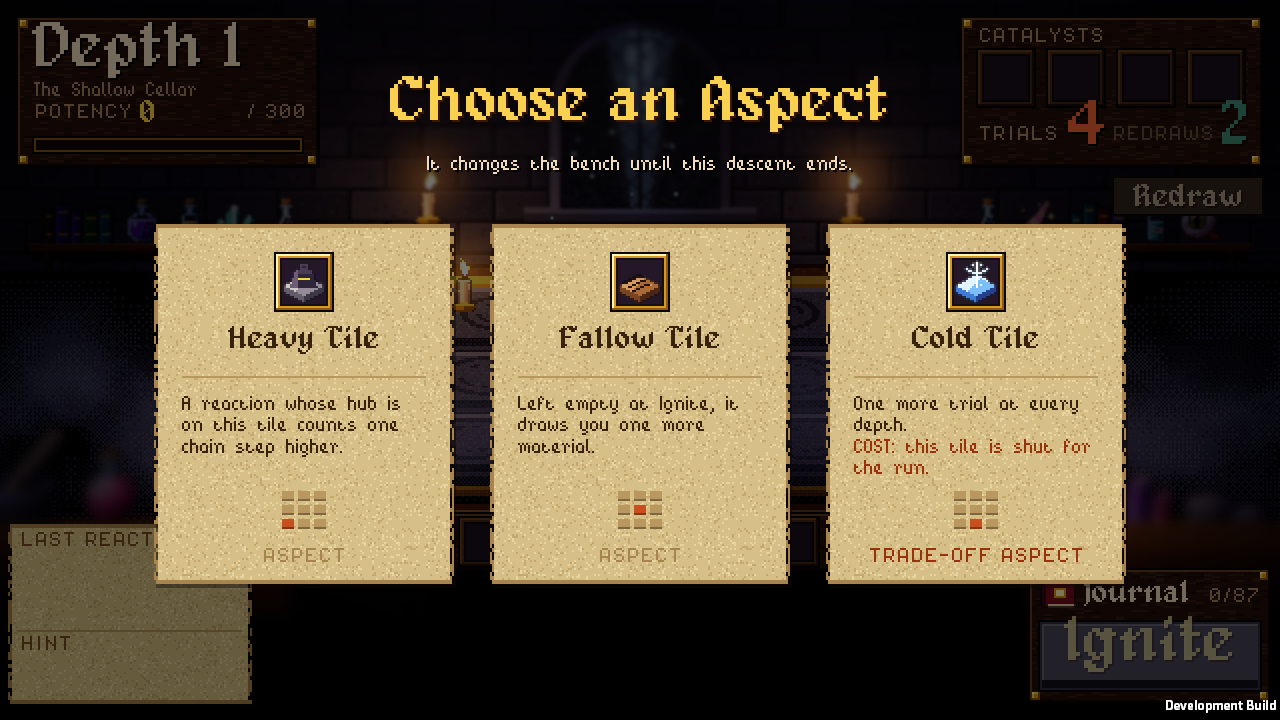 Depth 1
The Shallow Cellar
POTENCY 0 / 300
CATALYSTS
TRIALS 4 REDRAWS 2
Redraw
Choose an Aspect
It changes the bench until this descent ends.
Heavy Tile
A reaction whose hub is
on this tile counts one
chain step higher.
ASPECT
Fallow Tile
Left empty at Ignite, it
draws you one more
material.
ASPECT
Cold Tile
One more trial at every
depth.
COST: this tile is shut for
the run.
TRADE-OFF ASPECT
LAST REACT
HINT
Journal 0/87
Ignite
Development Build